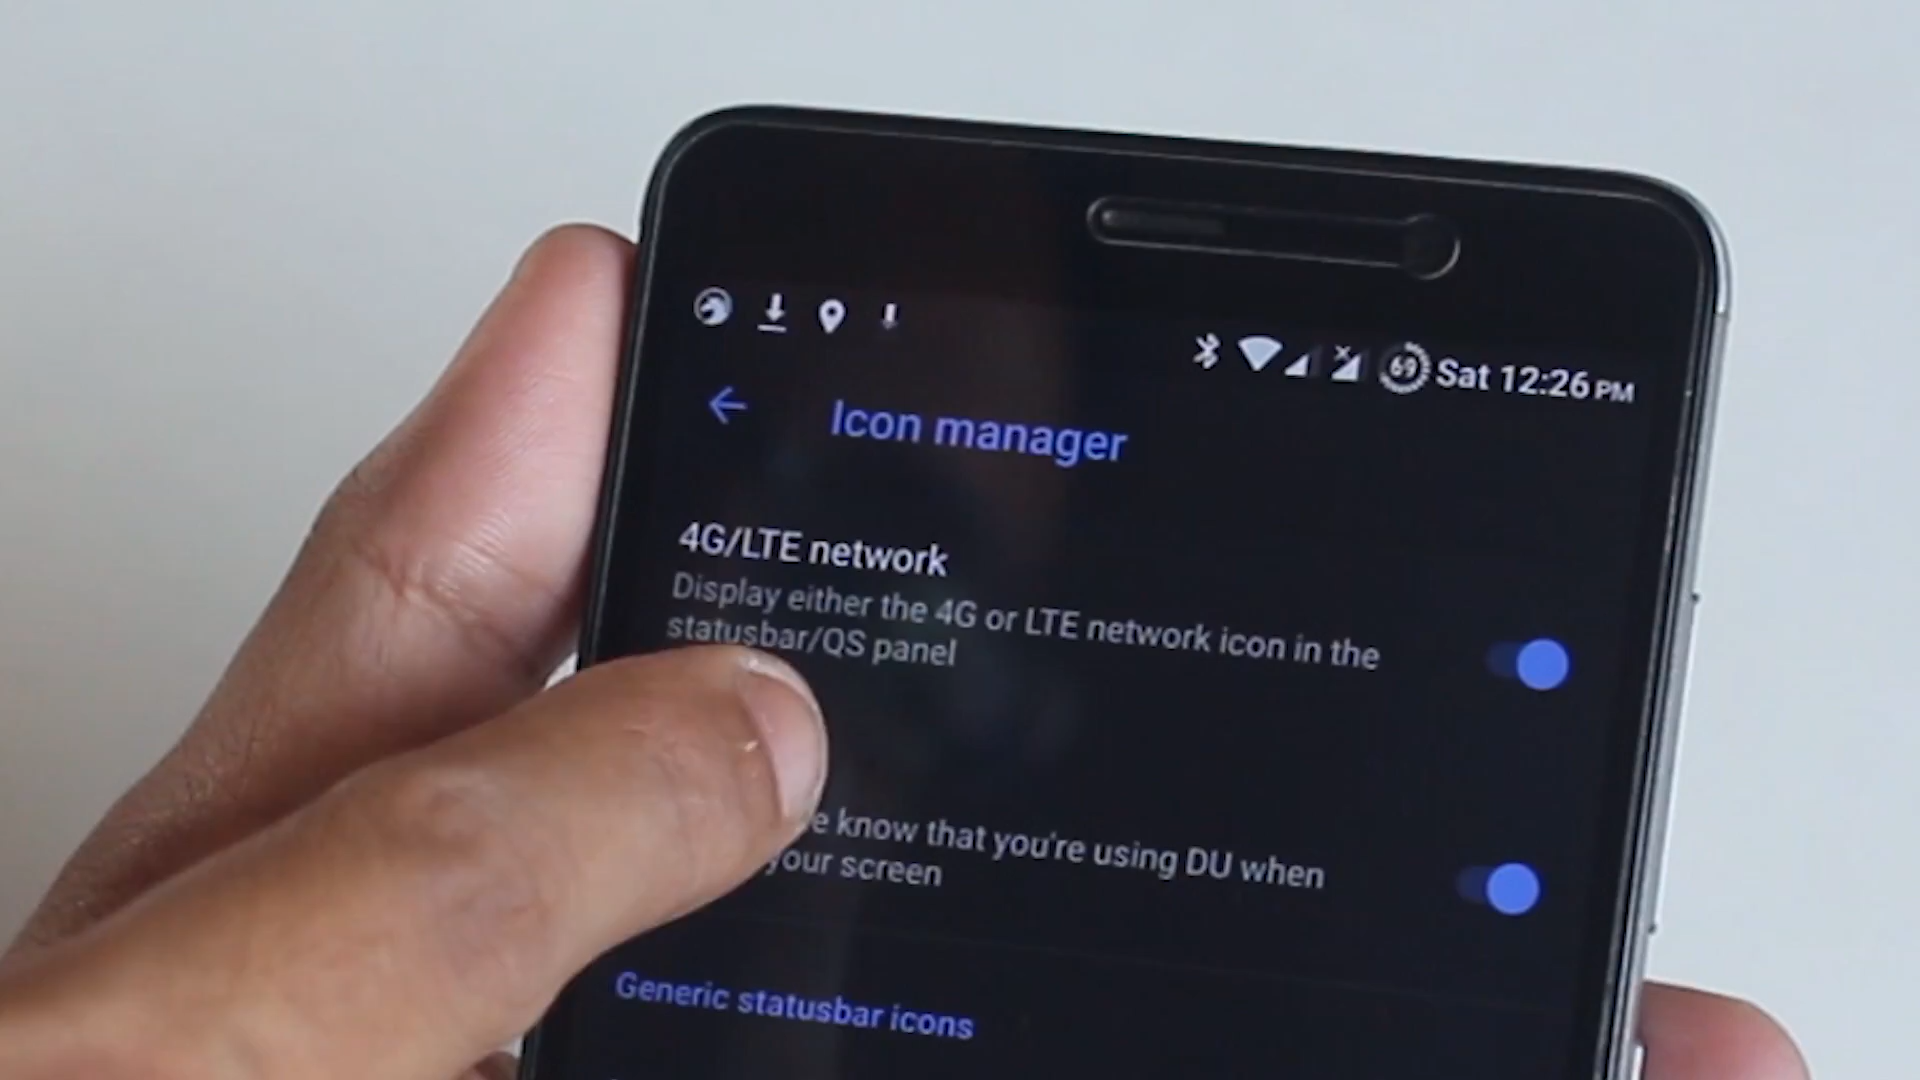 69 Sat 12:26 PM
Icon manager
4G/LTE network
Display either the 4G or LTE network icon in the
statusbar/QS panel
know that you're using DU when
your screen
Generic statusbar icons